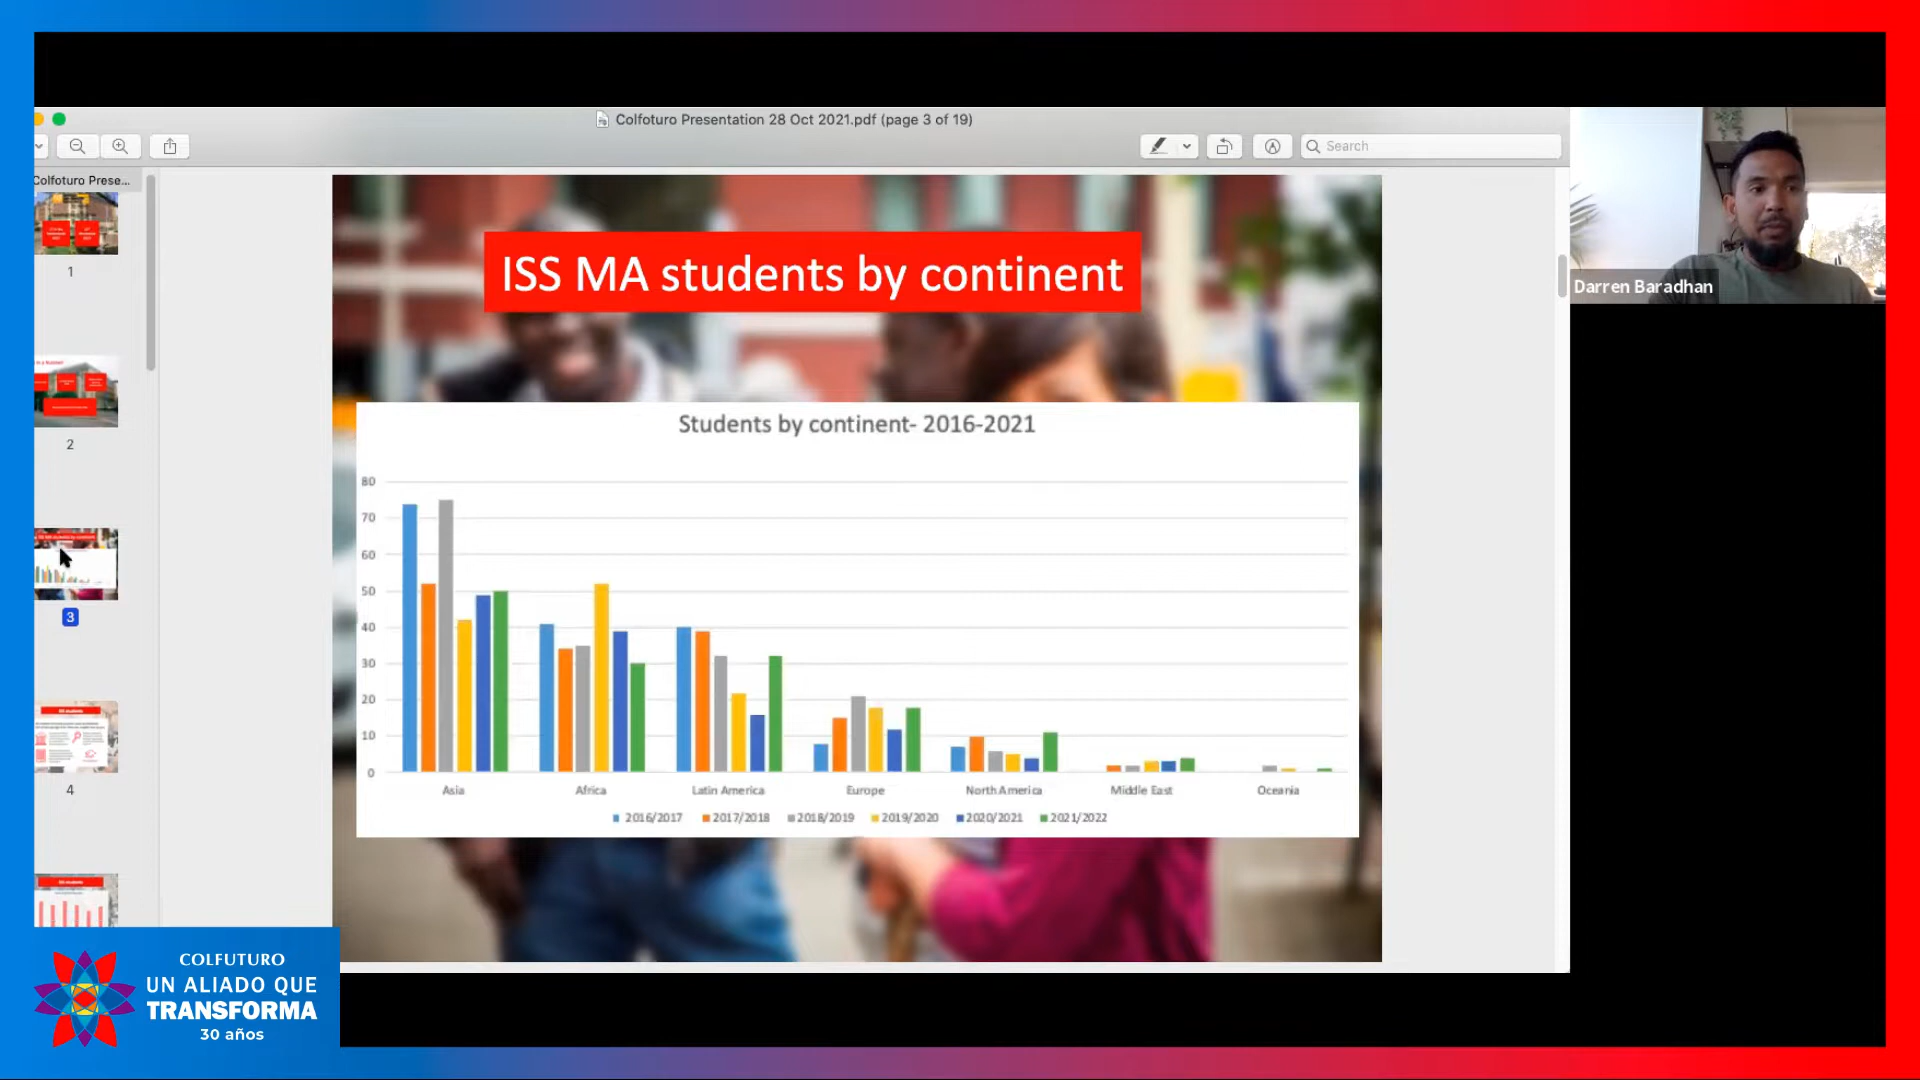 Colfoturo Presentation 28 Oct 2021.pdf (page 3 of 19)
Search
Colfoturo Prese...
1
2
3
4
ISS MA students by continent
Students by continent- 2016-2021
80
70
60
50
40
30
20
10
0
Asia Africa Latin America Europe North America Middle East Oceania
2016/2017 2017/2018 2018/2019 2019/2020 2020/2021 2021/2022
Darren Baradhan
COLFUTURO
UN ALIADO QUE
TRANSFORMA
30 años